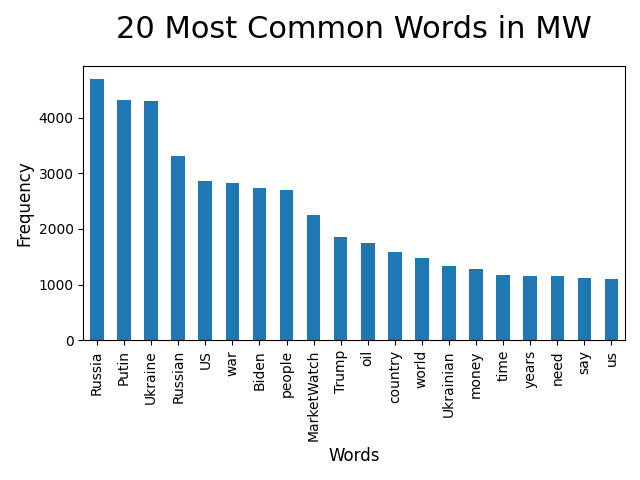 20 Most Common Words in MW
Frequency
4000
3000
2000
1000
0
Russia
Putin
Ukraine
Russian
US
war
Biden
people
MarketWatch
Trump
oil
country
world
Ukrainian
money
time
years
need
say
us
Words